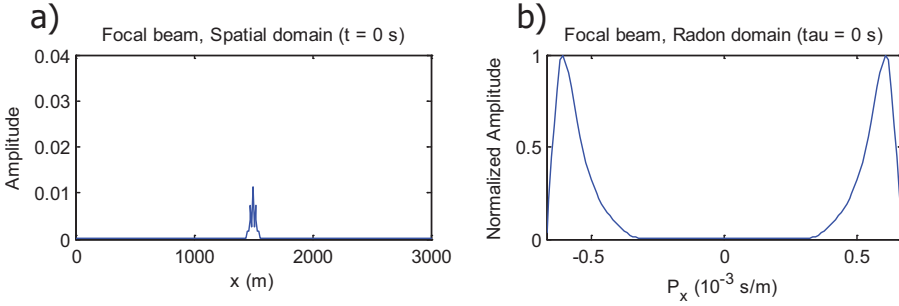 a)
Focal beam, Spatial domain (t = 0 s)
0.04
0.03
0.02
0.01
0
Amplitude
0
1000
2000
3000
x (m)
b)
Focal beam, Radon domain (tau = 0 s)
1
0.5
0
Normalized Amplitude
-0.5
0
0.5
P_x (10^-3 s/m)